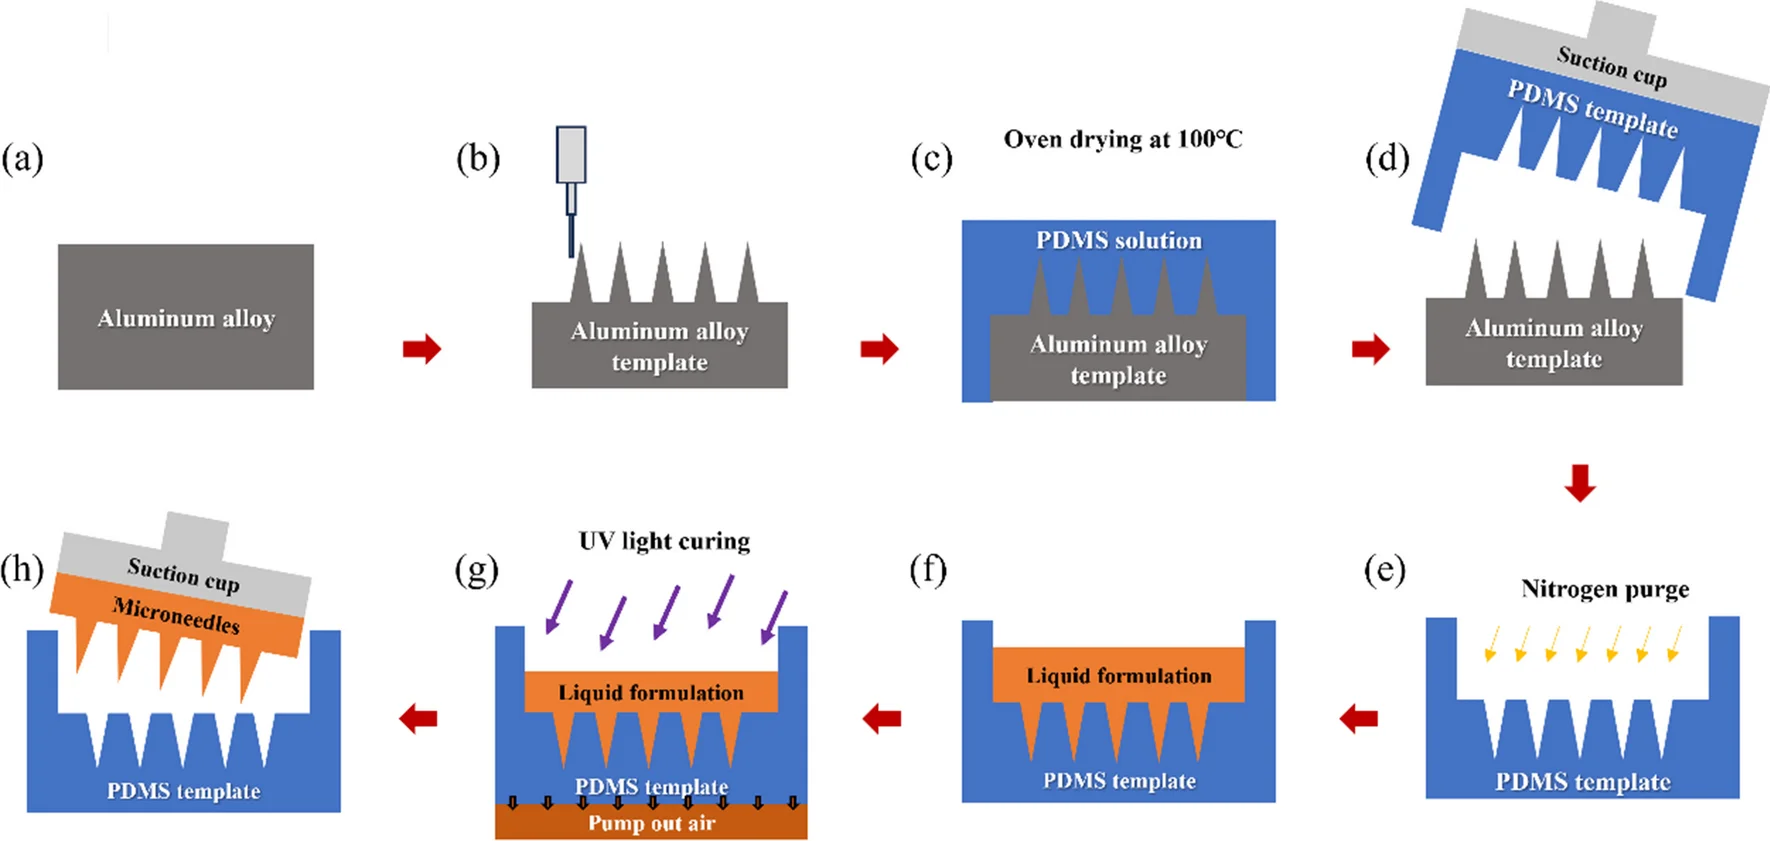 (a)
Aluminum alloy
(b)
Aluminum alloy
template
(c)
Oven drying at 100°C
PDMS solution
Aluminum alloy
template
(d)
Suction cup
PDMS template
Aluminum alloy
template
(e)
Nitrogen purge
PDMS template
(f)
Liquid formulation
PDMS template
(g)
UV light curing
Liquid formulation
PDMS template
Pump out air
(h)
Suction cup
Microneedles
PDMS template